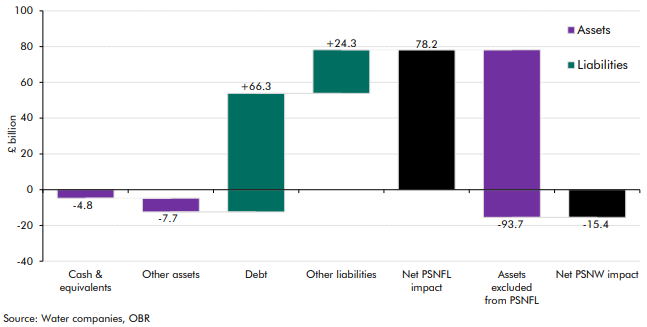 100
80
60
40
20
0
-20
-40
£ billion
Assets
Liabilities
-4.8
-7.7
+66.3
+24.3
78.2
-93.7
-15.4
Cash &
equivalents
Other assets
Debt
Other liabilities
Net PSNFL
impact
Assets
excluded
from PSNFL
Net PSNW impact
Source: Water companies, OBR